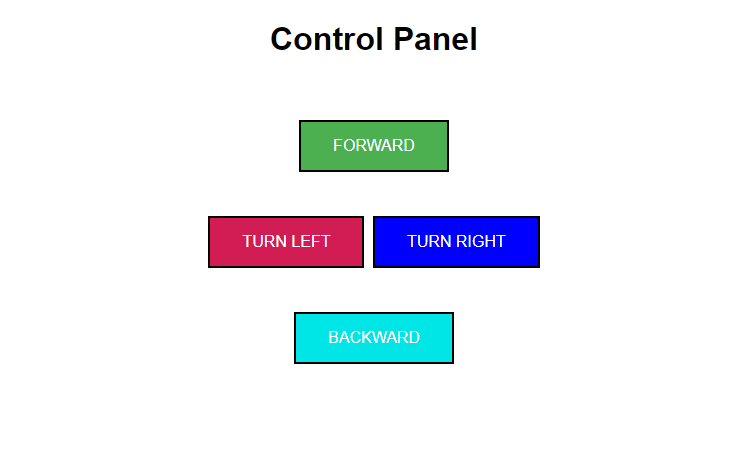 Control Panel
FORWARD
TURN LEFT TURN RIGHT
BACKWARD